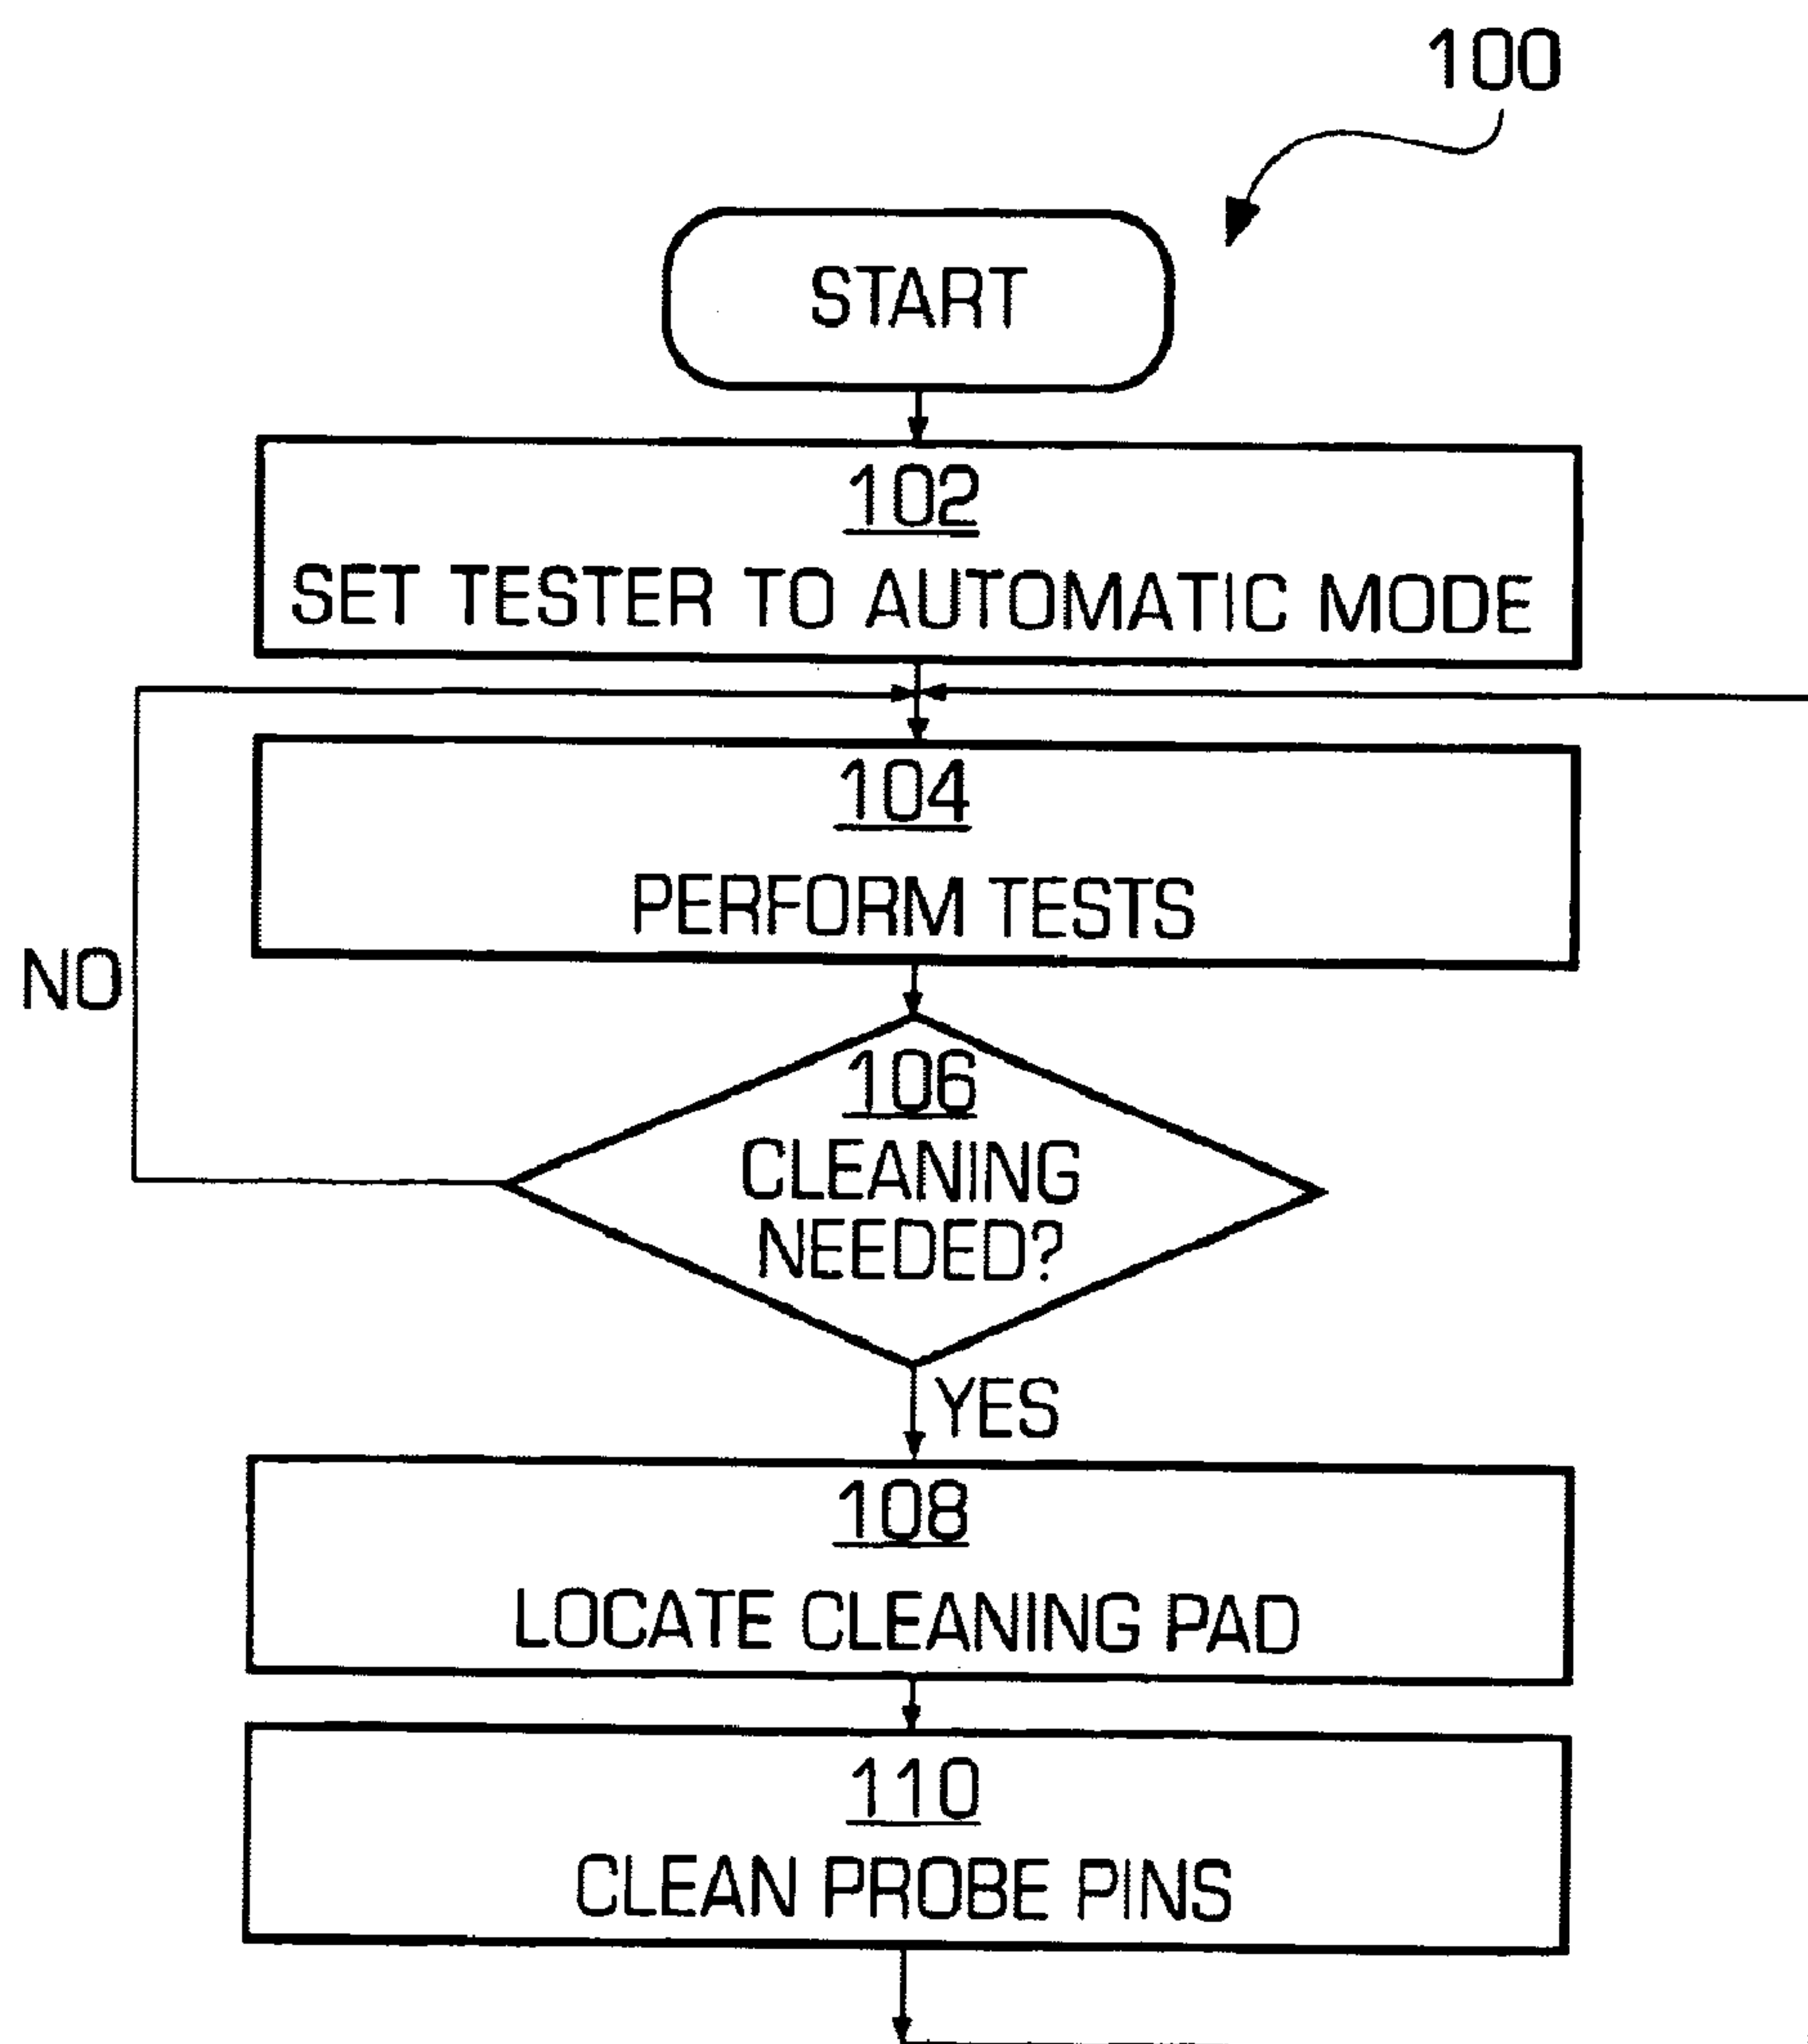 100
START
102
SET TESTER TO AUTOMATIC MODE
104
PERFORM TESTS
NO
106
CLEANING
NEEDED?
YES
108
LOCATE CLEANING PAD
110
CLEAN PROBE PINS